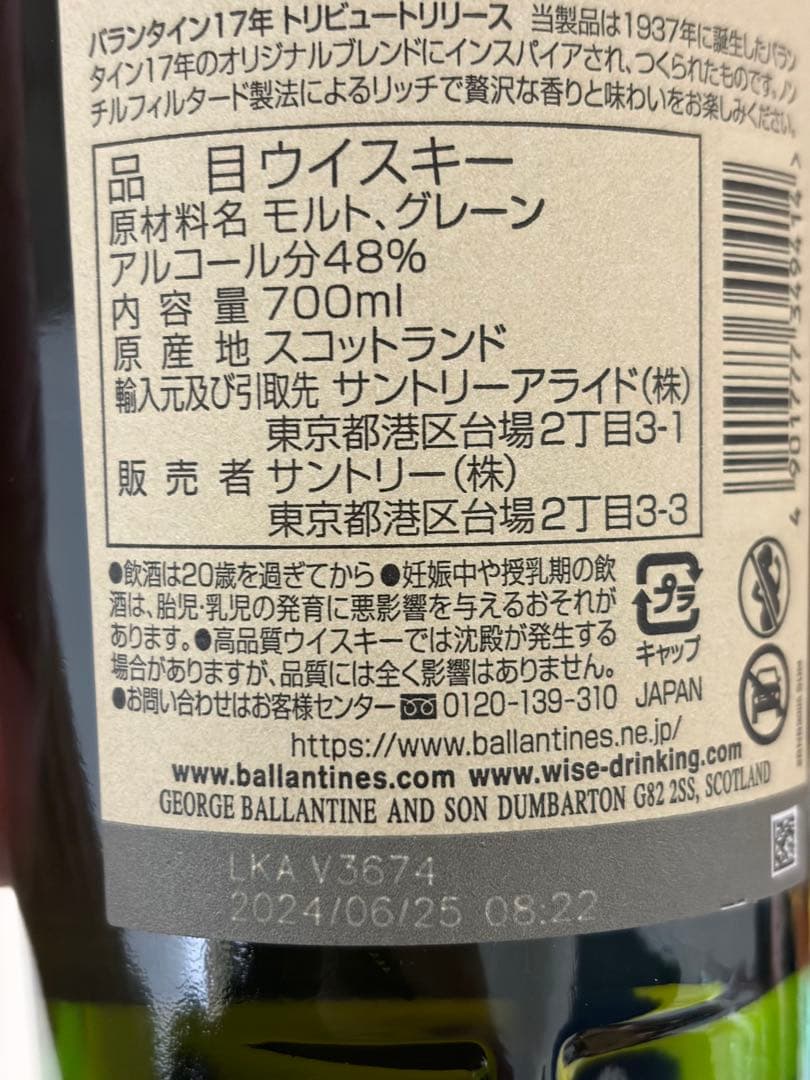 バランタイン17年 トリビュートリリース 当製品は1937年に誕生したバラン
タイン17年のオリジナルブレンドにインスパイアされ、つくられたものです。ノン
チルフィルタード製法によるリッチで贅沢な香りと味わいをお楽しみください。
品 目 ウイスキー
原材料名 モルト、グレーン
アルコール分48%
内容量 700ml
原産地 スコットランド
輸入元及び引取先 サントリーアライド(株)
東京都港区台場2丁目3-1
販売者 サントリー(株)
東京都港区台場2丁目3-3
●飲酒は20歳を過ぎてから ●妊娠中や授乳期の飲
酒は、胎児・乳児の発育に悪影響を与えるおそれが
あります。●高品質ウイスキーでは沈殿が発生する
場合がありますが、品質には全く影響はありません。
●お問い合わせはお客様センター 0120-139-310
プラ
キャップ
JAPAN
https://www.ballantines.ne.jp/
www.ballantines.com www.wise-drinking.com
GEORGE BALLANTINE AND SON DUMBARTON G82 2SS, SCOTLAND
LKA V3674
2024/06/25 08:22